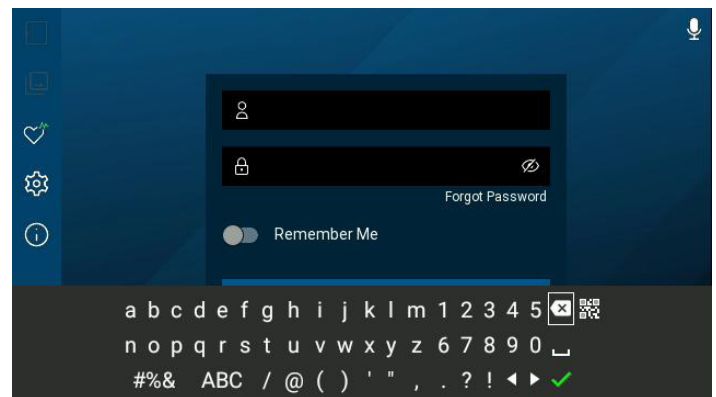 Forgot Password
Remember Me
a b c d e f g h i j k l m 1 2 3 4 5
n o p q r s t u v w x y z 6 7 8 9 0
#%& ABC / @ ( ) ' " , . ? !